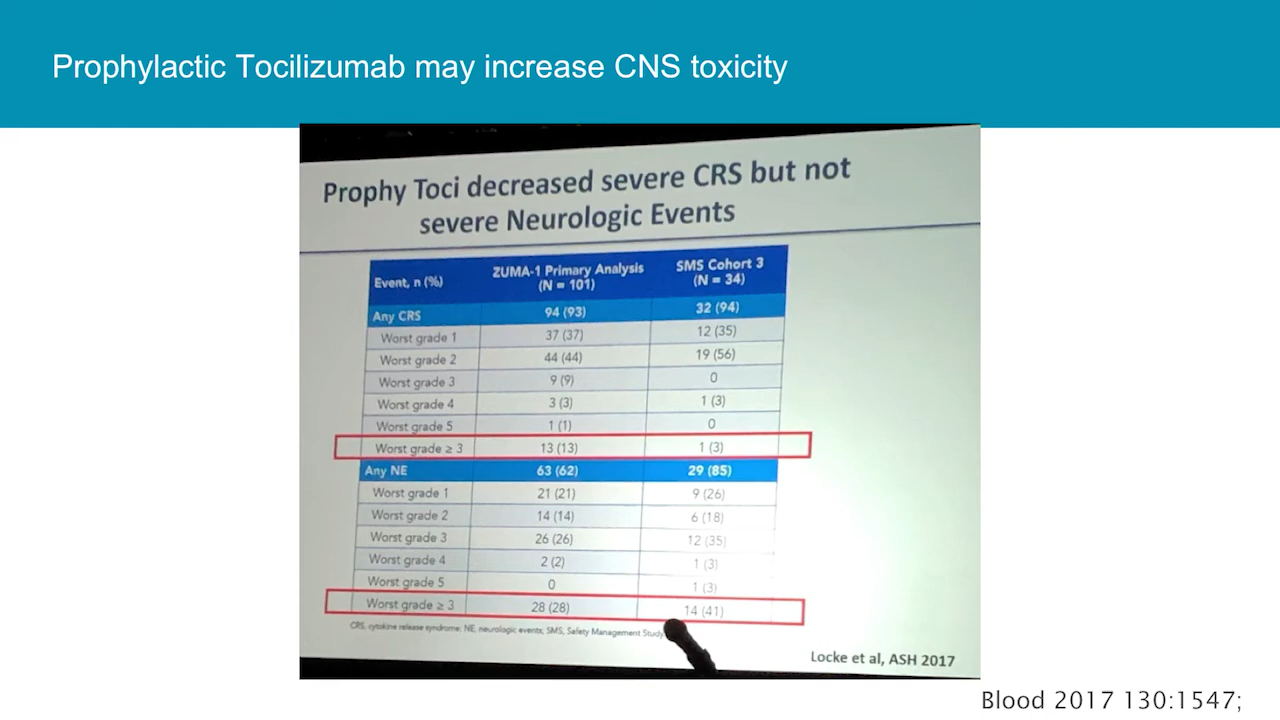 Prophylactic Tocilizumab may increase CNS toxicity
Prophy Toci decreased severe CRS but not
severe Neurologic Events
Event, n (%) ZUMA-1 Primary Analysis (N = 101) SMS Cohort 3 (N = 34)
Any CRS 94 (93) 32 (94)
Worst grade 1 37 (37) 12 (35)
Worst grade 2 44 (44) 19 (56)
Worst grade 3 9 (9) 0
Worst grade 4 3 (3) 1 (3)
Worst grade 5 1 (1) 0
Worst grade ≥ 3 13 (13) 1 (3)
Any NE 63 (62) 29 (85)
Worst grade 1 21 (21) 9 (26)
Worst grade 2 14 (14) 6 (18)
Worst grade 3 26 (26) 12 (35)
Worst grade 4 2 (2) 1 (3)
Worst grade 5 0 1 (3)
Worst grade ≥ 3 28 (28) 14 (41)
CRS, cytokine release syndrome; NE, neurologic events; SMS, Safety Management Study
Locke et al, ASH 2017
Blood 2017 130:1547;